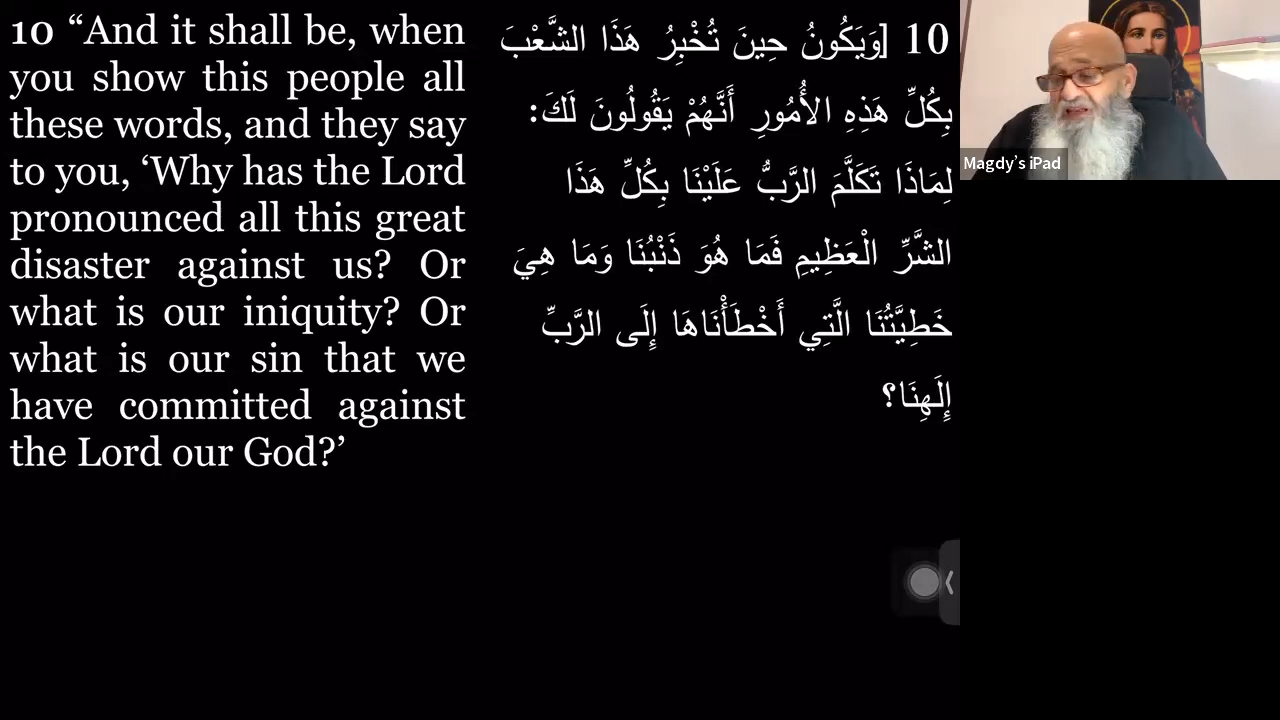 10 “And it shall be, when
you show this people all
these words, and they say
to you, ‘Why has the Lord
pronounced all this great
disaster against us? Or
what is our iniquity? Or
what is our sin that we
have committed against
the Lord our God?’
10 [وَيَكُونُ حِينَ تُخْبِرُ هَذَا الشَّعْبَ
بِكُلِّ هَذِهِ الأُمُورِ أَنَّهُمْ يَقُولُونَ لَكَ:
لِمَاذَا تَكَلَّمَ الرَّبُّ عَلَيْنَا بِكُلِّ هَذَا
الشَّرِّ الْعَظِيمِ فَمَا هُوَ ذَنْبُنَا وَمَا هِيَ
خَطِيَّتُنَا الَّتِي أَخْطَأْنَاهَا إِلَى الرَّبِّ
إِلَهِنَا؟
Magdy’s iPad